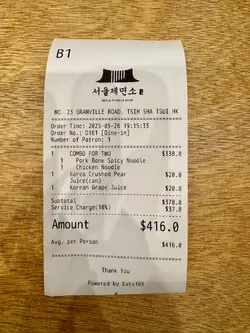 B1
서울제면소
NO. 23 GRANVILLE ROAD, TSIM SHA TSUI HK
Order Time: 2025-05-26 19:15:33
Order No.: D161 [Dine-in]
Number of Patron: 1
1 COMBO FOR TWO $338.0
1 Pork Bone Spicy Noodle
1 Chicken Noodle
1 Korea Crushed Pear $20.0
Juice(can)
1 Korean Grape Juice $20.0
Subtotal $378.0
Service Charge(10%) $37.8
Amount $416.0
Avg. per Person $416.0
Thank You
Powered by Eats365